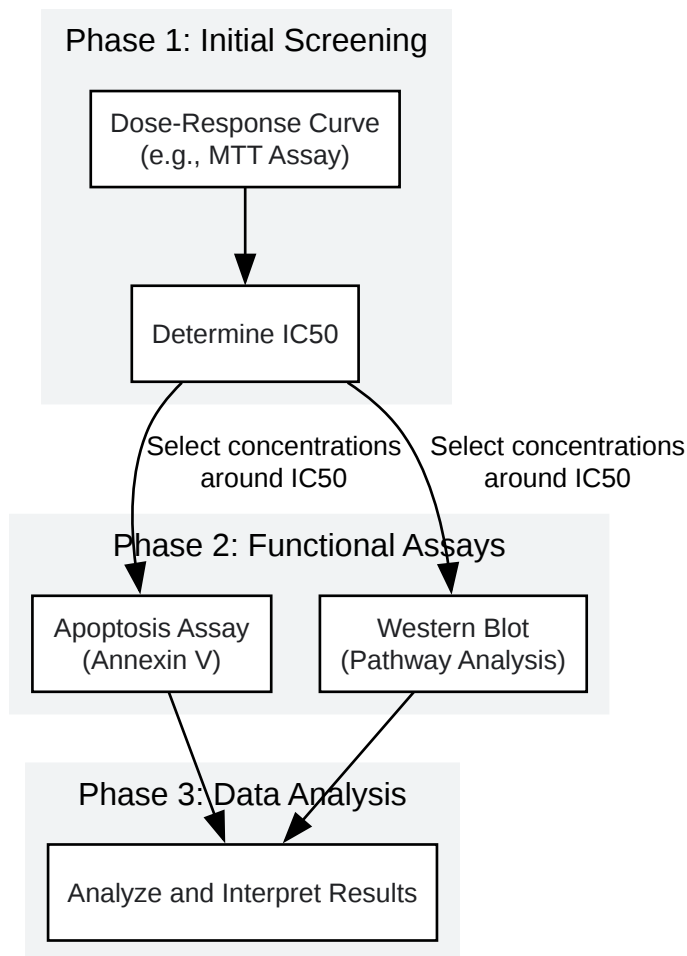 Phase 1: Initial Screening
Dose-Response Curve
(e.g., MTT Assay)
Determine IC50
Select concentrations
around IC50
Select concentrations
around IC50
Phase 2: Functional Assays
Apoptosis Assay
(Annexin V)
Western Blot
(Pathway Analysis)
Phase 3: Data Analysis
Analyze and Interpret Results